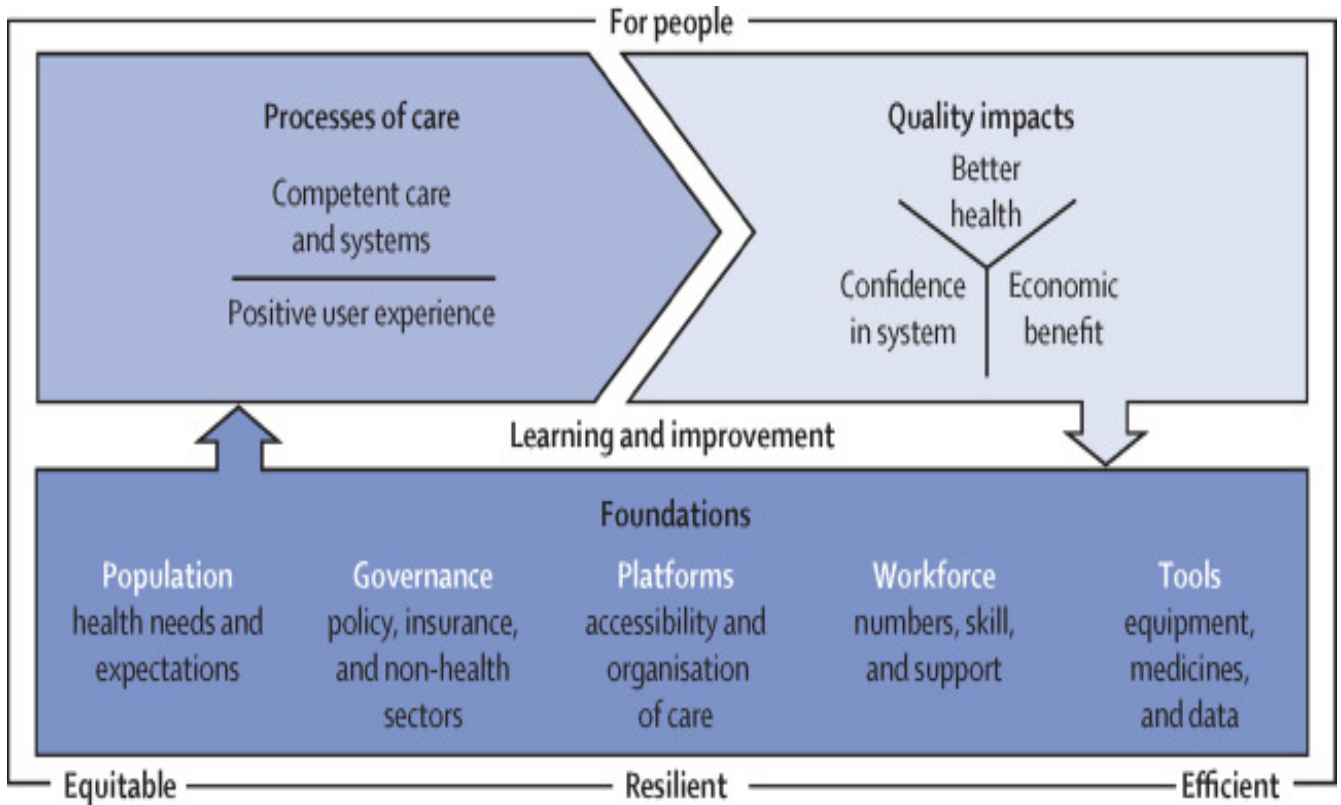 For people
Processes of care
Competent care
and systems
Positive user experience
Quality impacts
Better
health
Confidence
in system
Economic
benefit
Learning and improvement
Foundations
Population
health needs and
expectations
Governance
policy, insurance,
and non-health
sectors
Platforms
accessibility and
organisation
of care
Workforce
numbers, skill,
and support
Tools
equipment,
medicines,
and data
Equitable
Resilient
Efficient